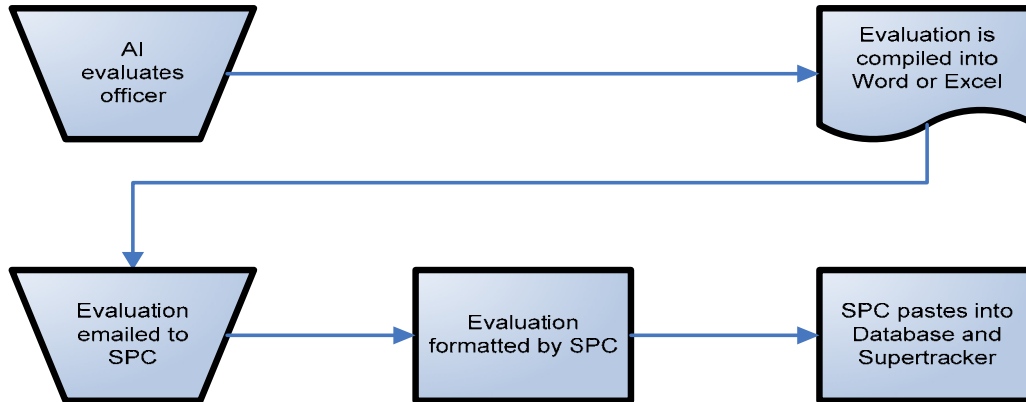 AI
evaluates
officer
Evaluation is
compiled into
Word or Excel
Evaluation
emailed to
SPC
Evaluation
formatted by SPC
SPC pastes into
Database and
Supertracker